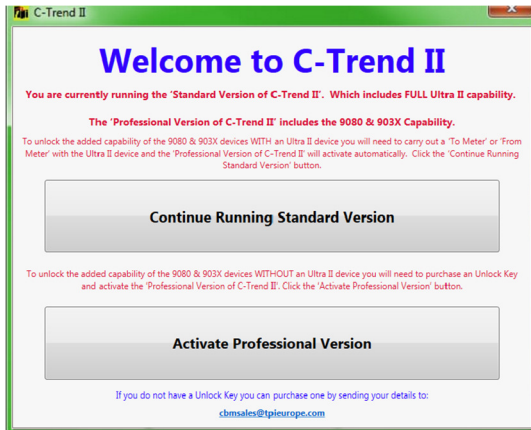 C-Trend II
Welcome to C-Trend II
You are currently running the 'Standard Version of C-Trend II'. Which includes FULL Ultra II capability.
The 'Professional Version of C-Trend II' includes the 9080 & 903X Capability.
To unlock the added capability of the 9080 & 903X devices WITH an Ultra II device you will need to carry out a 'To Meter' or 'From
Meter' with the Ultra II device and the 'Professional Version of C-Trend II' will activate automatically. Click the 'Continue Running
Standard Version' button.
Continue Running Standard Version
To unlock the added capability of the 9080 & 903X devices WITHOUT an Ultra II device you will need to purchase an Unlock Key
and activate the 'Professional Version of C-Trend II'. Click the 'Activate Professional Version' button.
Activate Professional Version
If you do not have a Unlock Key you can purchase one by sending your details to:
cbmsales@tpieurope.com